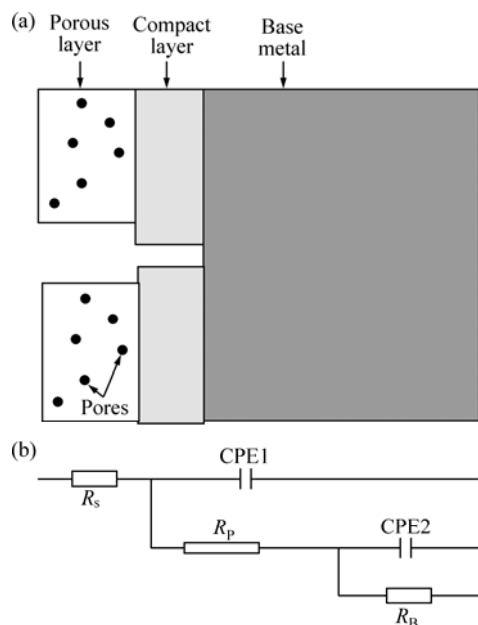 (a)
Porous layer
Compact layer
Base metal
Pores
(b)
CPE1
Rs
RP
CPE2
RB